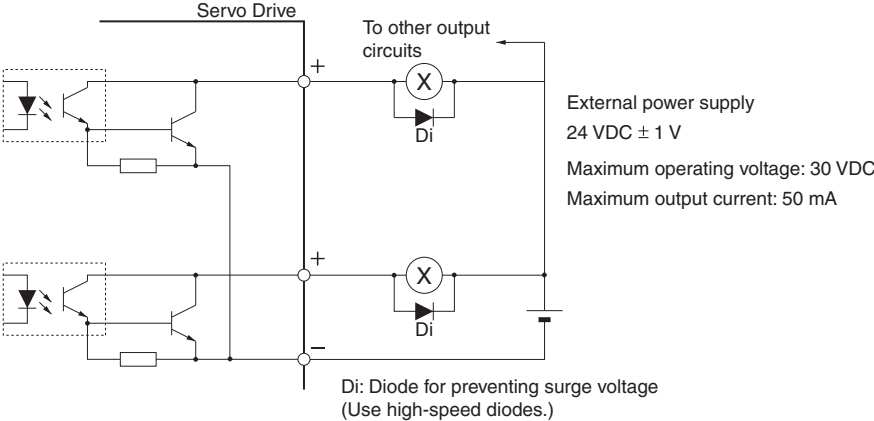 Servo Drive
To other output
circuits
+
X
Di
External power supply
24 VDC ± 1 V
Maximum operating voltage: 30 VDC
Maximum output current: 50 mA
+
X
Di
−
Di: Diode for preventing surge voltage
(Use high-speed diodes.)